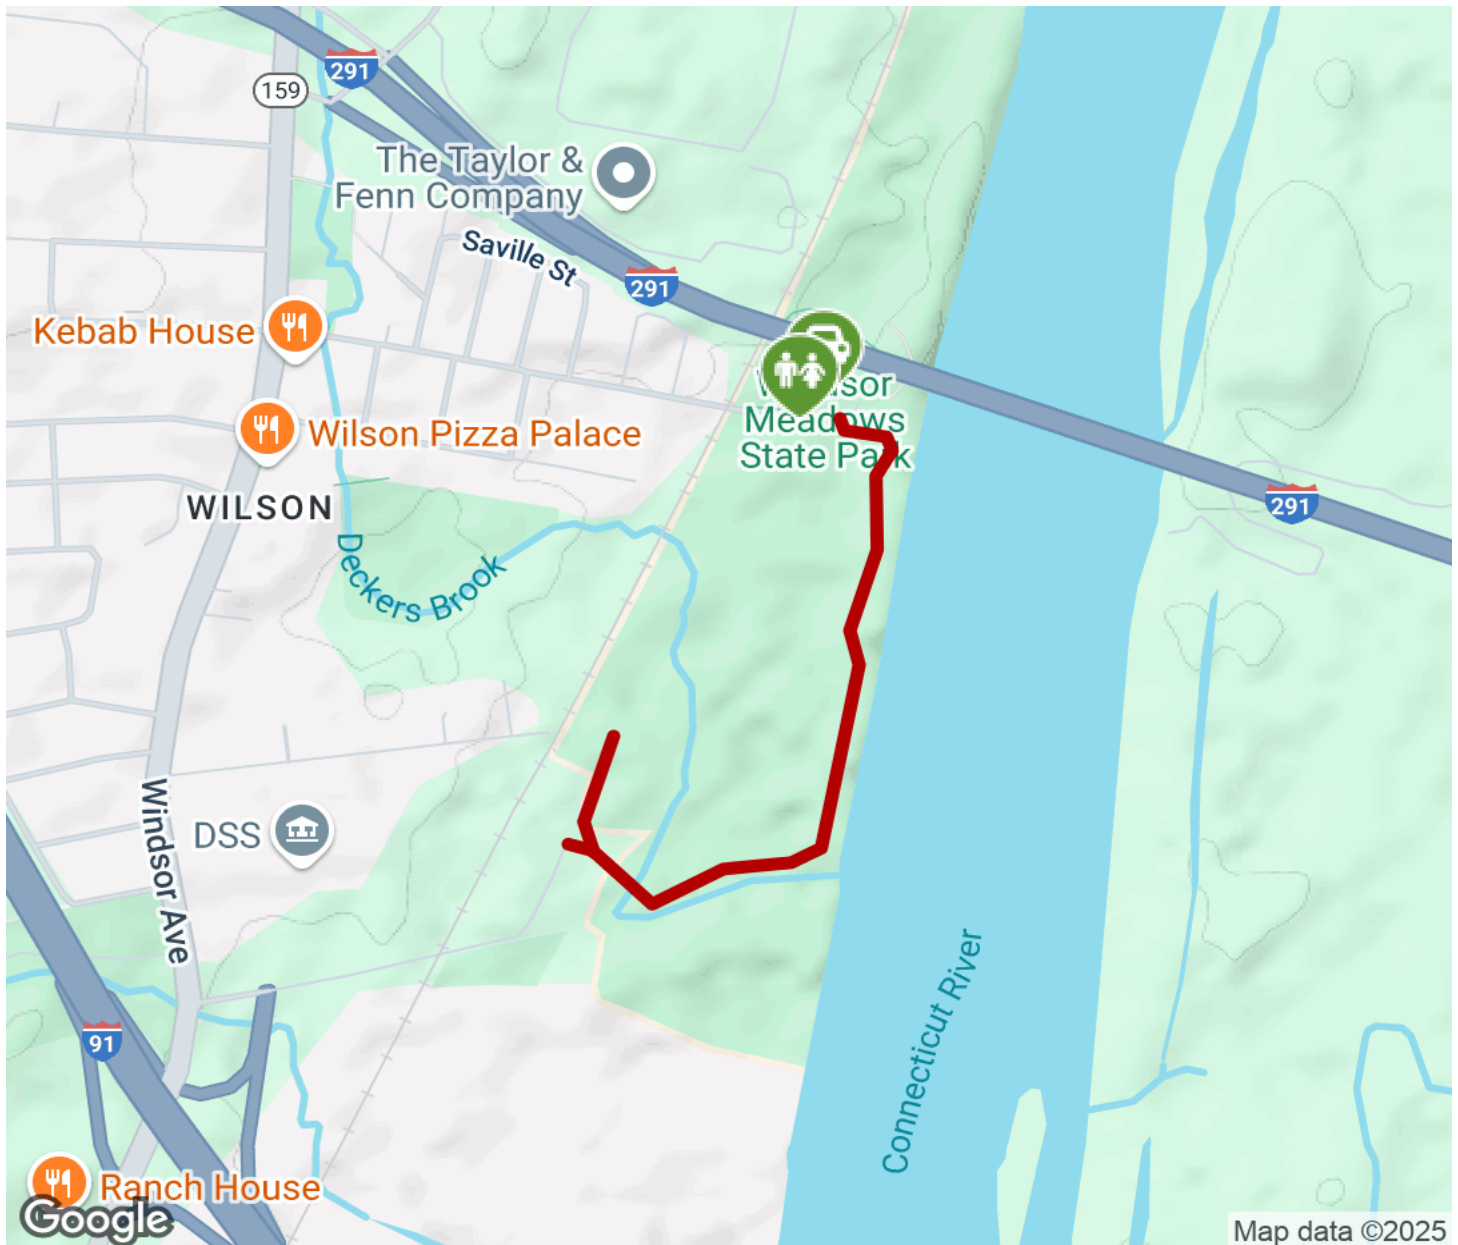 291
159
The Taylor &
Fenn Company
Saville St
291
Kebab House
Windsor
Meadows
State Park
Wilson Pizza Palace
WILSON
291
Deckers Brook
Windsor Ave
DSS
Connecticut River
91
Ranch House
Google
Map data ©2025